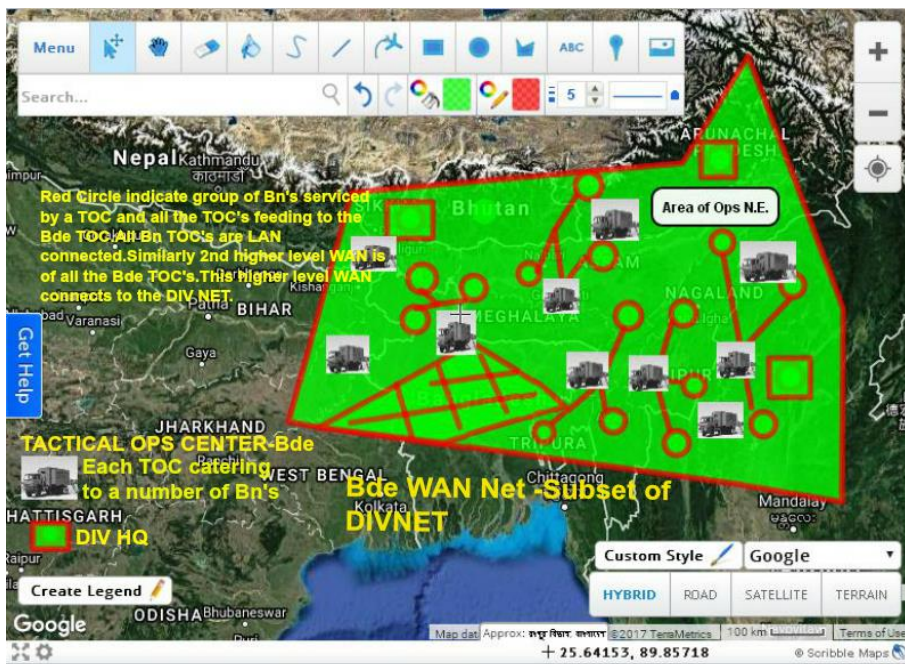 Menu
ABC
Search...
5
+
−
ARUNACHAL
Nepal
Kathmandu
काठमाडौं
Area of Ops N.E.
Bhutan
Red Circle indicate group of Bn's serviced
by a TOC and all the TOC's feeding to the
Bde TOC.All Bn TOC's are LAN
connected.Similarly 2nd higher level WAN is
of all the Bde TOC's.This higher level WAN
connects to the DIV NET.
NAGALAND
Patna
BIHAR
Varanasi
MEGHALAYA
Gaya
Get Help
JHARKHAND
TRIPURA
TACTICAL OPS CENTER-Bde
Each TOC catering
to a number of Bn's
Ranchi
WEST BENGAL
Chittagong
Bde WAN Net -Subset of
DIVNET
Kolkata
Mandalay
HATTISGARH
DIV HQ
Raipur
Custom Style
Google
Create Legend
HYBRID
ROAD
SATELLITE
TERRAIN
ODISHA
Bhubaneswar
Google
Map dat
Approx:
©2017 TerraMetrics
100 km
Terms of Use
+ 25.64153, 89.85718
© Scribble Maps